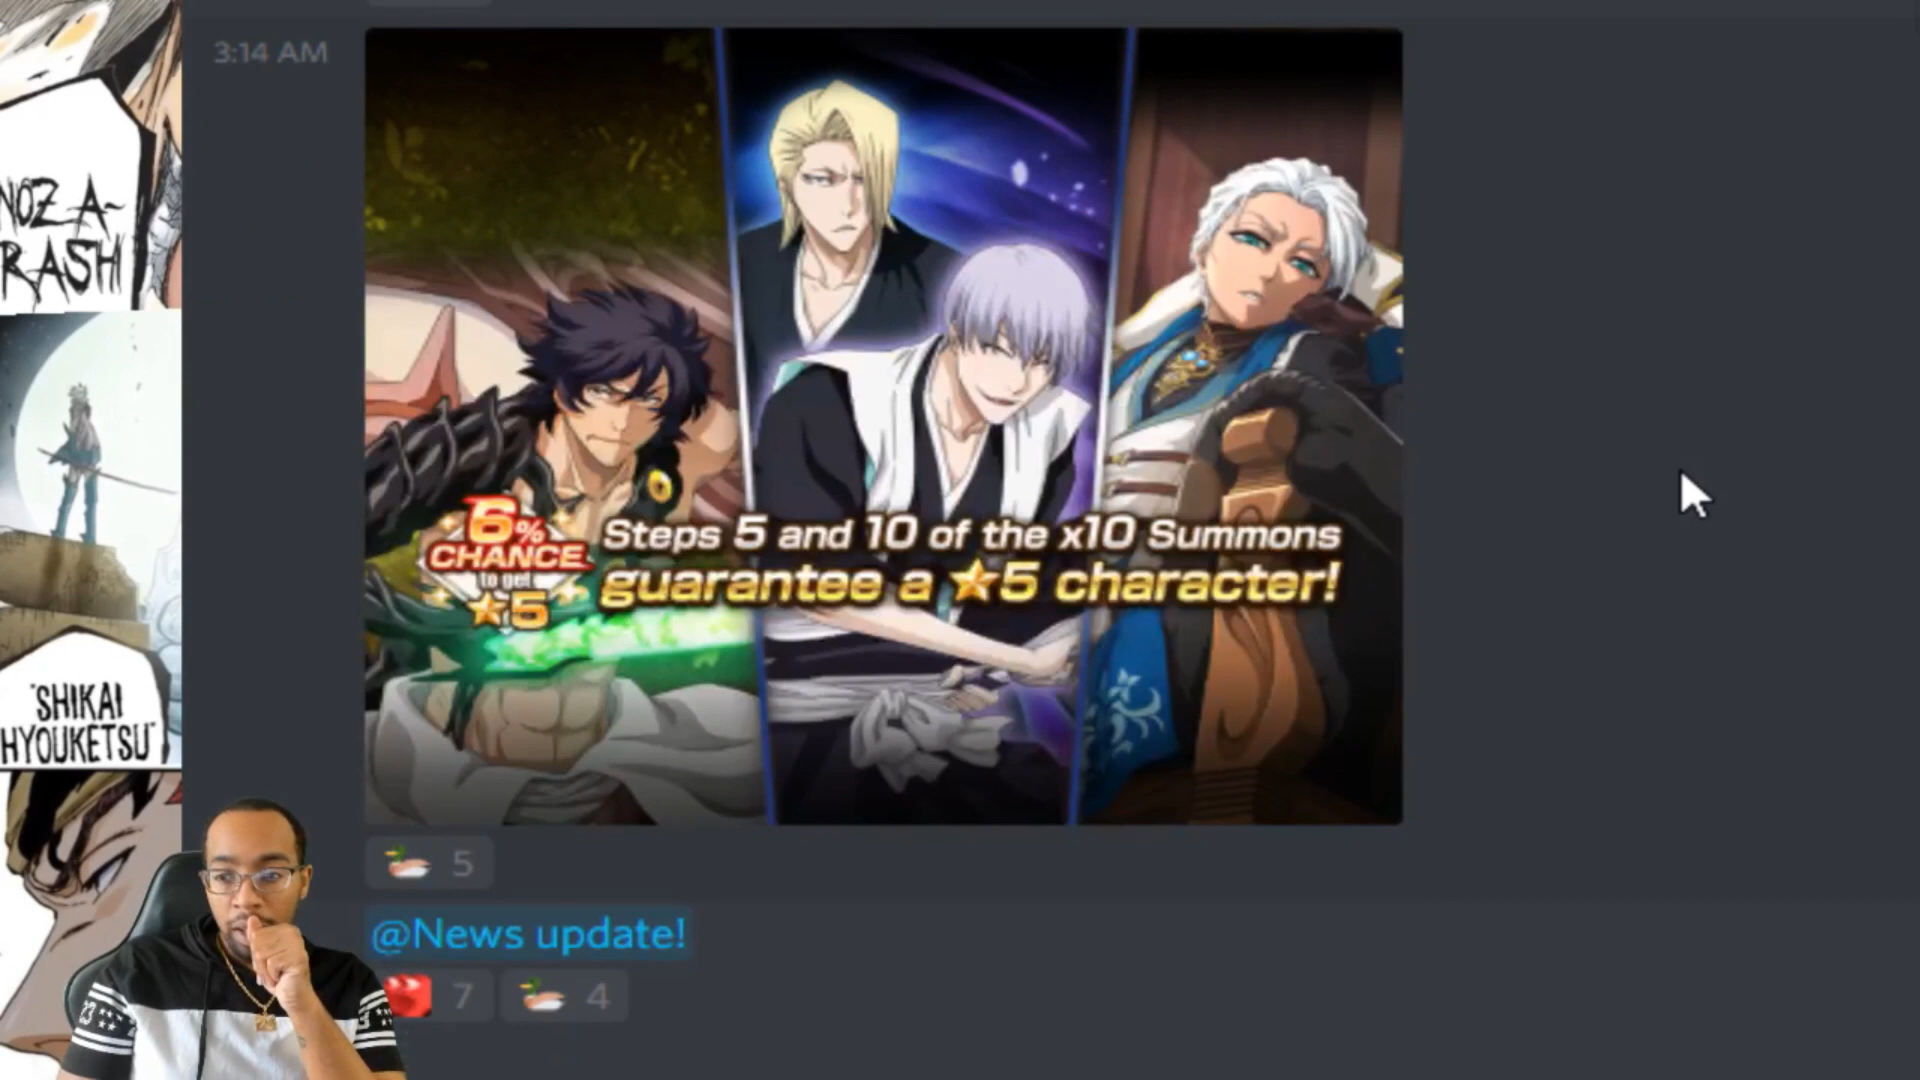 3:14 AM
NOZA-
RASHI
6%
CHANCE
to get
★5
Steps 5 and 10 of the x10 Summons
guarantee a ★5 character!
"SHIKAI
HYOUKETSU"
5
@News update!
7
4
23